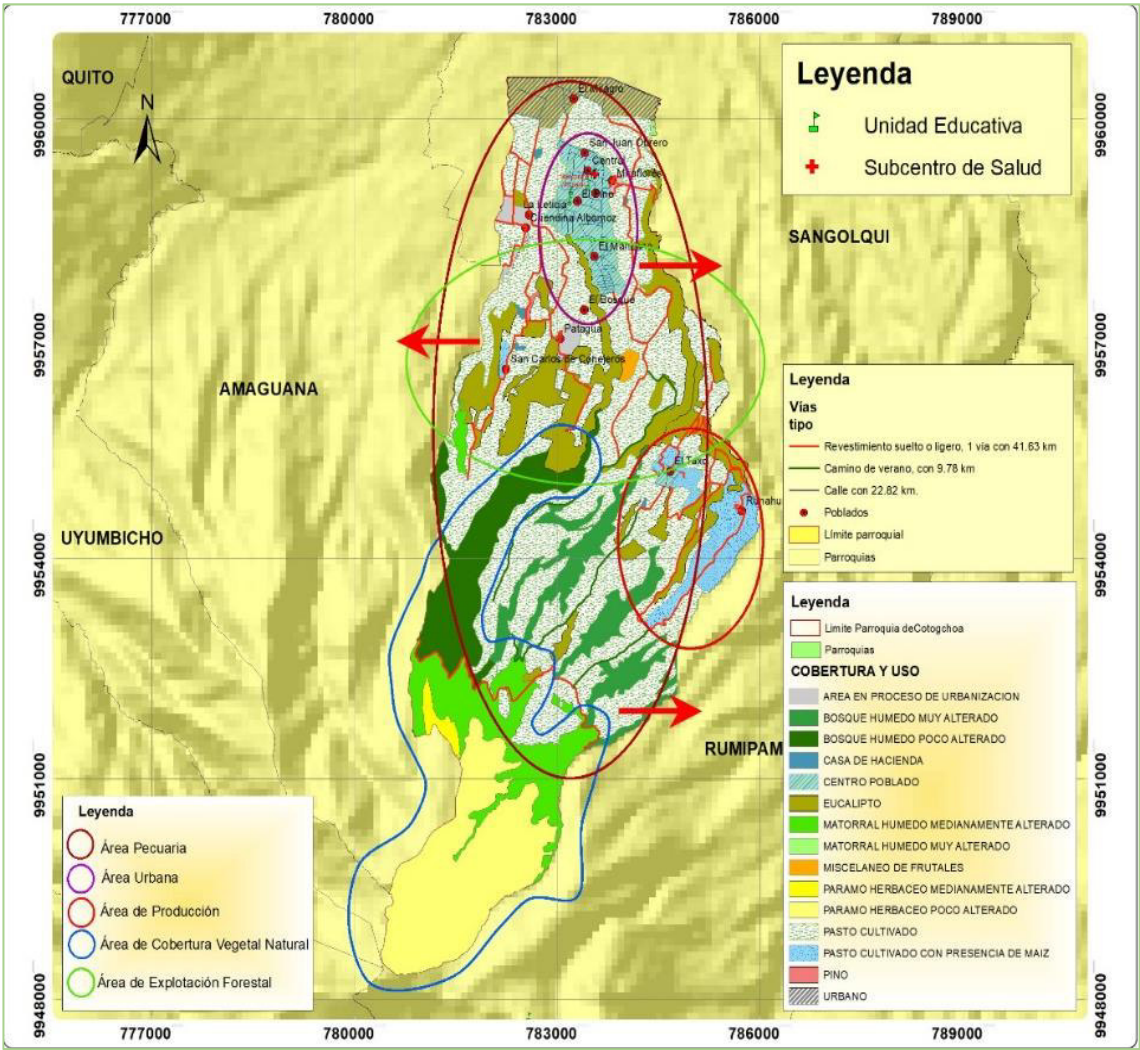 777000
780000
783000
786000
789000
QUITO
N
9960000
9960000
Leyenda
Unidad Educativa
Subcentro de Salud
El Milagro
San Juan Obrero
Central
Miraflores
El Pino
La Leticia
Cuendina Albornoz
El Manzano
SANGOLQUI
El Bosque
Patagua
San Carlos de Conejeros
9957000
9957000
AMAGUANA
Leyenda
Vías
tipo
Revestimiento suelto o ligero, 1 via con 41.63 km
Camino de verano, con 9.78 km
Calle con 22.82 km.
Poblados
Límite parroquial
Parroquias
El Taxo
Runahu
UYUMBICHO
9954000
9954000
Leyenda
Limite Parroquia deCotogchoa
Parroquias
COBERTURA Y USO
AREA EN PROCESO DE URBANIZACION
BOSQUE HUMEDO MUY ALTERADO
BOSQUE HUMEDO POCO ALTERADO
CASA DE HACIENDA
CENTRO POBLADO
EUCALIPTO
MATORRAL HUMEDO MEDIANAMENTE ALTERADO
MATORRAL HUMEDO MUY ALTERADO
MISCELANEO DE FRUTALES
PARAMO HERBACEO MEDIANAMENTE ALTERADO
PARAMO HERBACEO POCO ALTERADO
PASTO CULTIVADO
PASTO CULTIVADO CON PRESENCIA DE MAIZ
PINO
URBANO
RUMIPAM
9951000
9951000
Leyenda
Área Pecuaria
Área Urbana
Área de Producción
Área de Cobertura Vegetal Natural
Área de Explotación Forestal
9948000
9948000
777000
780000
783000
786000
789000